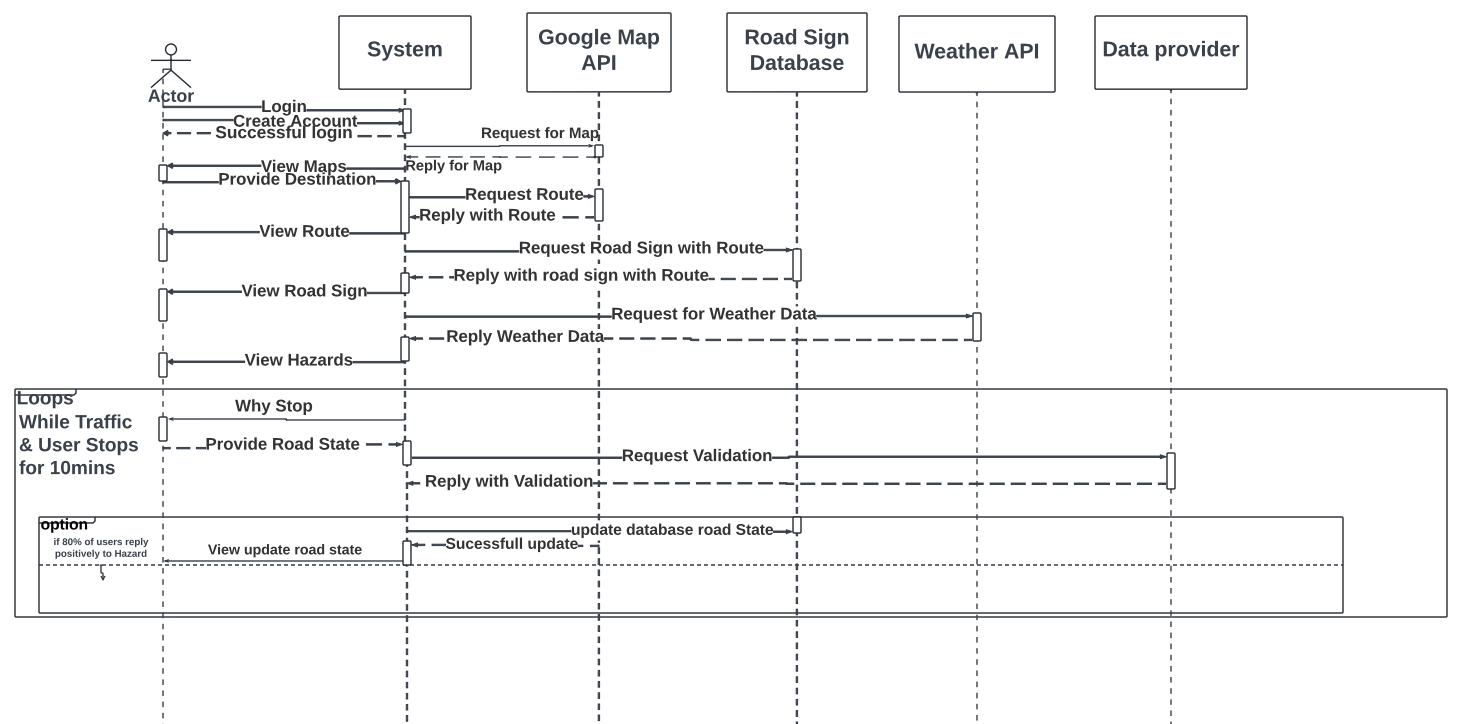 System
Google Map
API
Road Sign
Database
Weather API
Data provider
Actor
Login
Create Account
Successful login
Request for Map
Reply for Map
View Maps
Provide Destination
Request Route
Reply with Route
View Route
Request Road Sign with Route
Reply with road sign with Route
View Road Sign
Request for Weather Data
Reply Weather Data
View Hazards
Loops
While Traffic
& User Stops
for 10mins
Why Stop
Provide Road State
Request Validation
Reply with Validation
option
if 80% of users reply
positively to Hazard
update database road State
Sucessfull update
View update road state